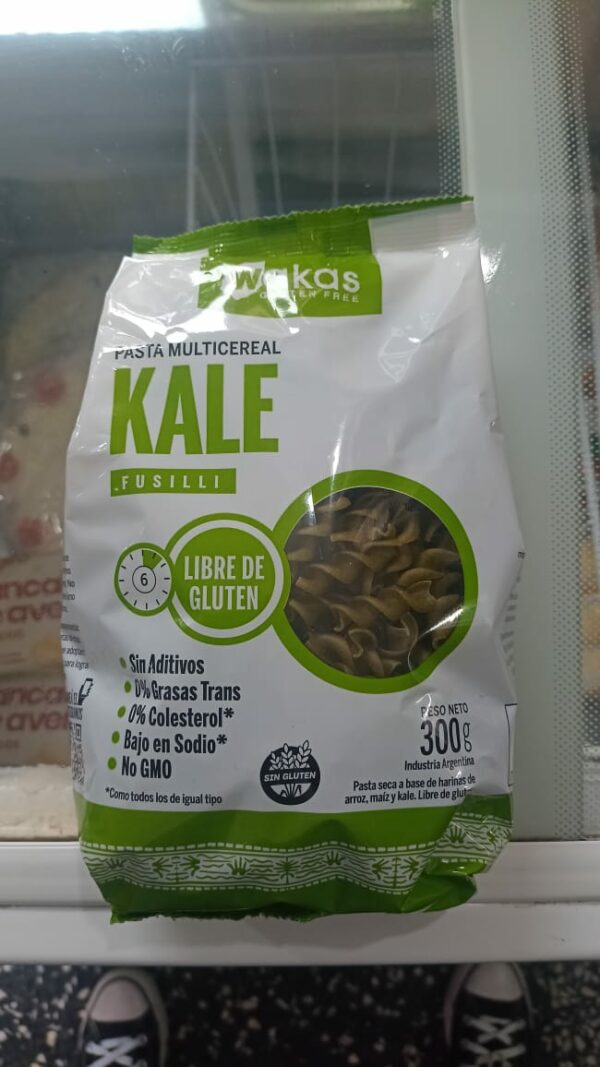 Wakas
GLUTEN FREE
PASTA MULTICEREAL
KALE
.FUSILLI
6
LIBRE DE
GLUTEN
Sin Aditivos
0% Grasas Trans
0% Colesterol*
Bajo en Sodio*
No GMO
*Como todos los de igual tipo
SIN GLUTEN
PESO NETO
300g
Industria Argentina
Pasta seca a base de harinas de
arroz, maíz y kale. Libre de